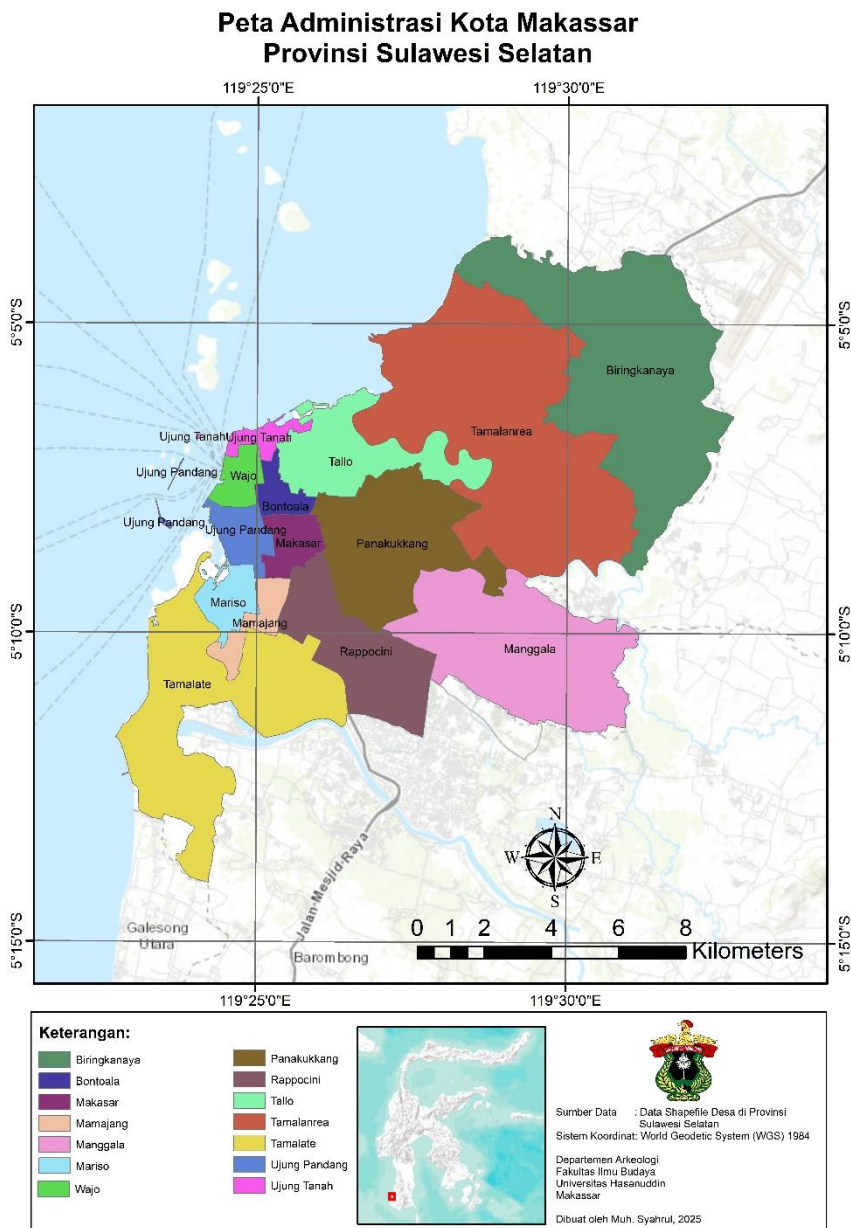 Peta Administrasi Kota Makassar
Provinsi Sulawesi Selatan
119°25'0"E
119°30'0"E
5°5'0"S
5°5'0"S
Biringkanaya
Tamalanrea
Ujung Tanah
Ujung Tanah
Tallo
Ujung Pandang
Wajo
Bontoala
Ujung Pandang
Ujung Pandang
Makasar
Panakukkang
Mariso
Mamajang
5°10'0"S
5°10'0"S
Rappocini
Manggala
Tamalate
N
W
E
S
Jalan-Mesjid-Raya
Galesong
Utara
Barombong
0 1 2 4 6 8
Kilometers
5°15'0"S
5°15'0"S
119°25'0"E
119°30'0"E
Keterangan:
Biringkanaya
Bontoala
Makasar
Mamajang
Manggala
Mariso
Wajo
Panakukkang
Rappocini
Tallo
Tamalanrea
Tamalate
Ujung Pandang
Ujung Tanah
Sumber Data : Data Shapefile Desa di Provinsi
Sulawesi Selatan
Sistem Koordinat: World Geodetic System (WGS) 1984
Departemen Arkeologi
Fakultas Ilmu Budaya
Universitas Hasanuddin
Makassar
Dibuat oleh Muh. Syahrul, 2025